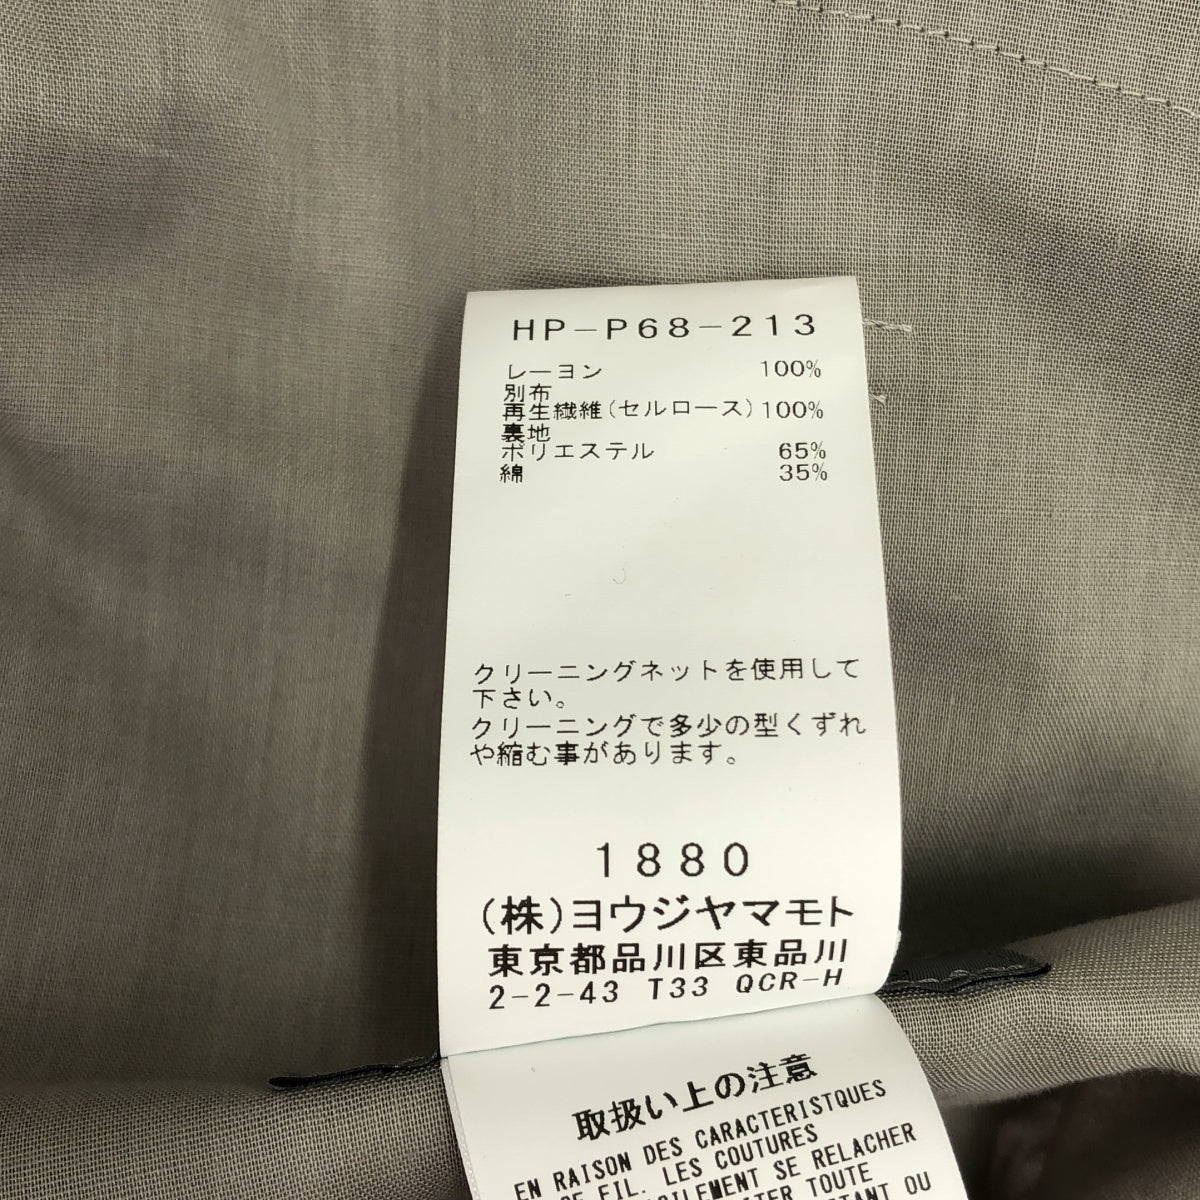 HP-P68-213
レーヨン 100%
別布
再生繊維(セルロース) 100%
裏地
ポリエステル 65%
綿 35%
クリーニングネットを使用して
下さい。
クリーニングで多少の型くずれ
や縮む事があります。
1880
(株)ヨウジヤマモト
東京都品川区東品川
2-2-43 T33 QCR-H
取扱い上の注意
EN RAISON DES CARACTERISTQUES
FIL. LES COUTURES
SE RELACHER
TOUTE
OU